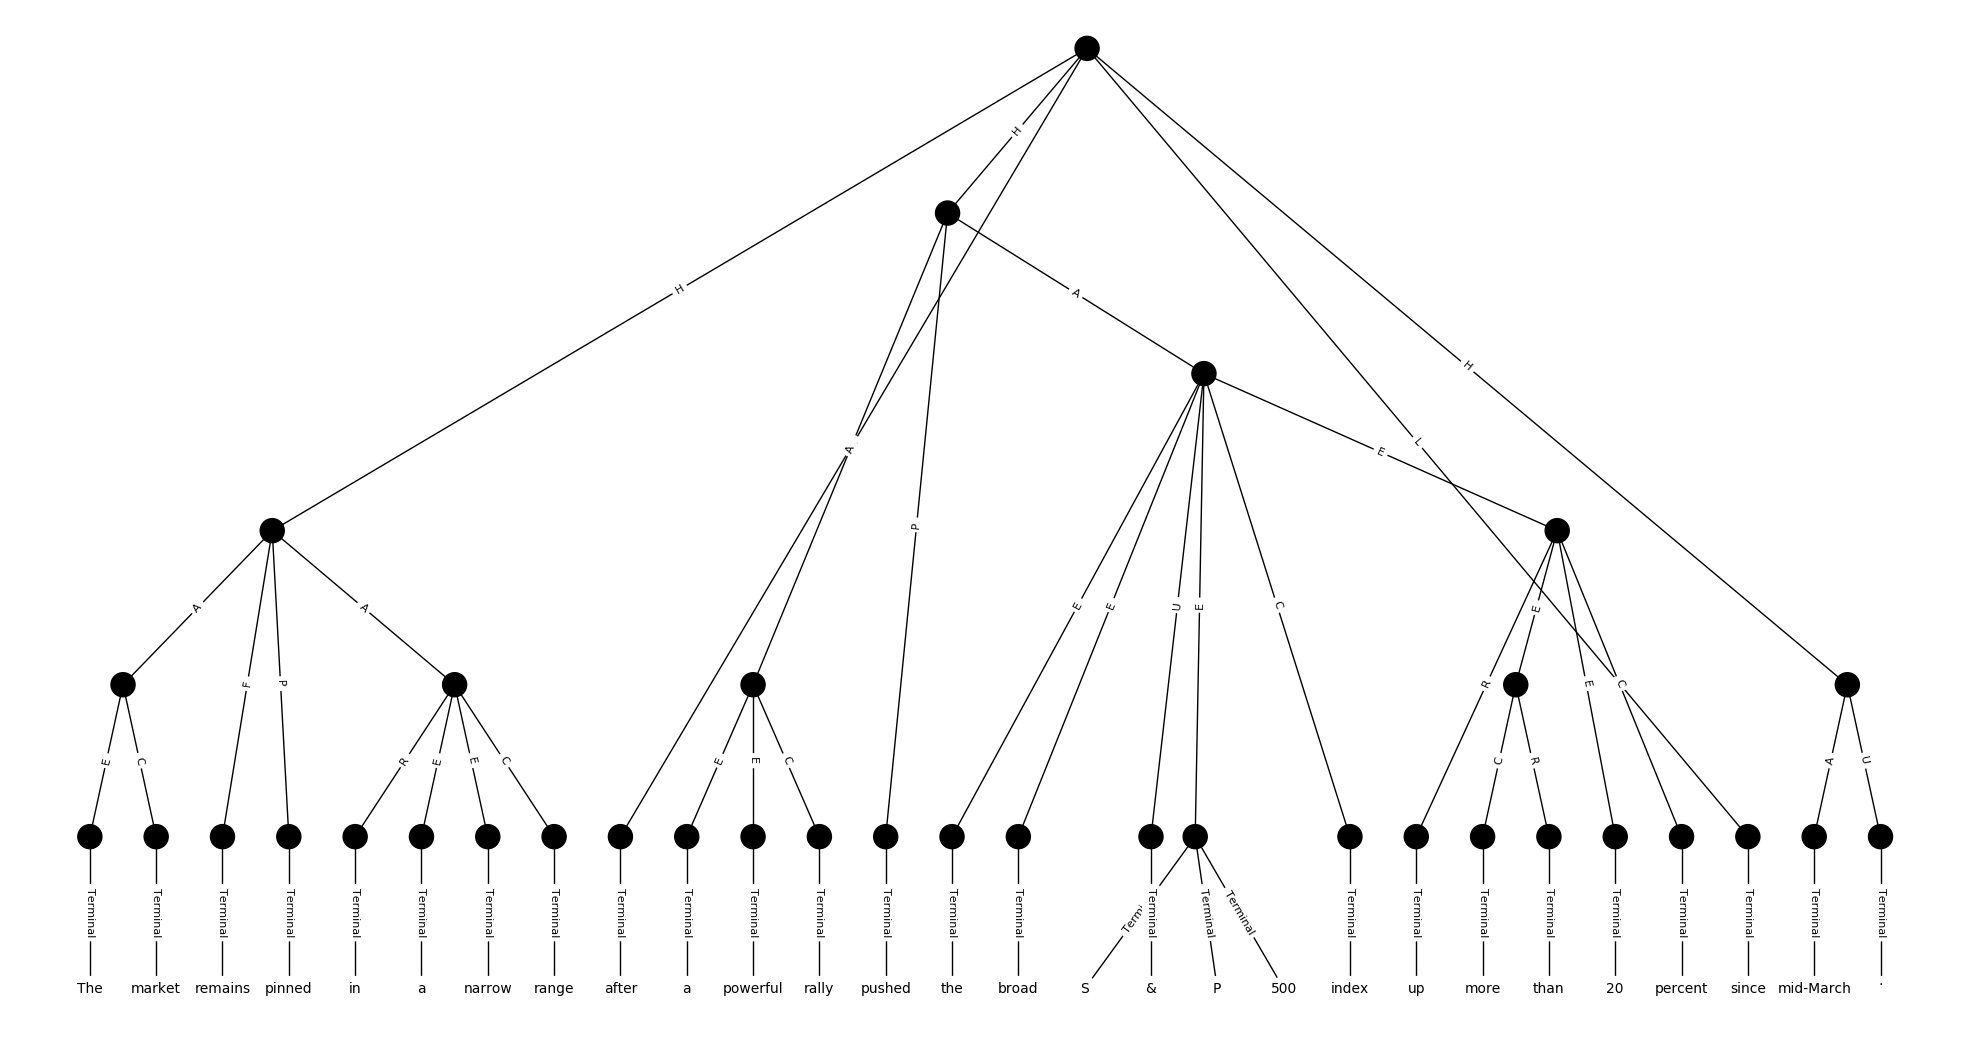 H
H
A
H
A
P
L
E
A
F
P
A
E
E
U
E
C
R
E
E
C
E
C
R
E
E
C
E
E
C
C
R
A
U
Terminal Terminal Terminal Terminal Terminal Terminal Terminal Terminal Terminal Terminal Terminal Terminal Terminal Terminal Terminal Terminal Terminal Terminal Terminal Terminal Terminal Terminal Terminal Terminal Terminal Terminal
The market remains pinned in a narrow range after a powerful rally pushed the broad S & P 500 index up more than 20 percent since mid-March .